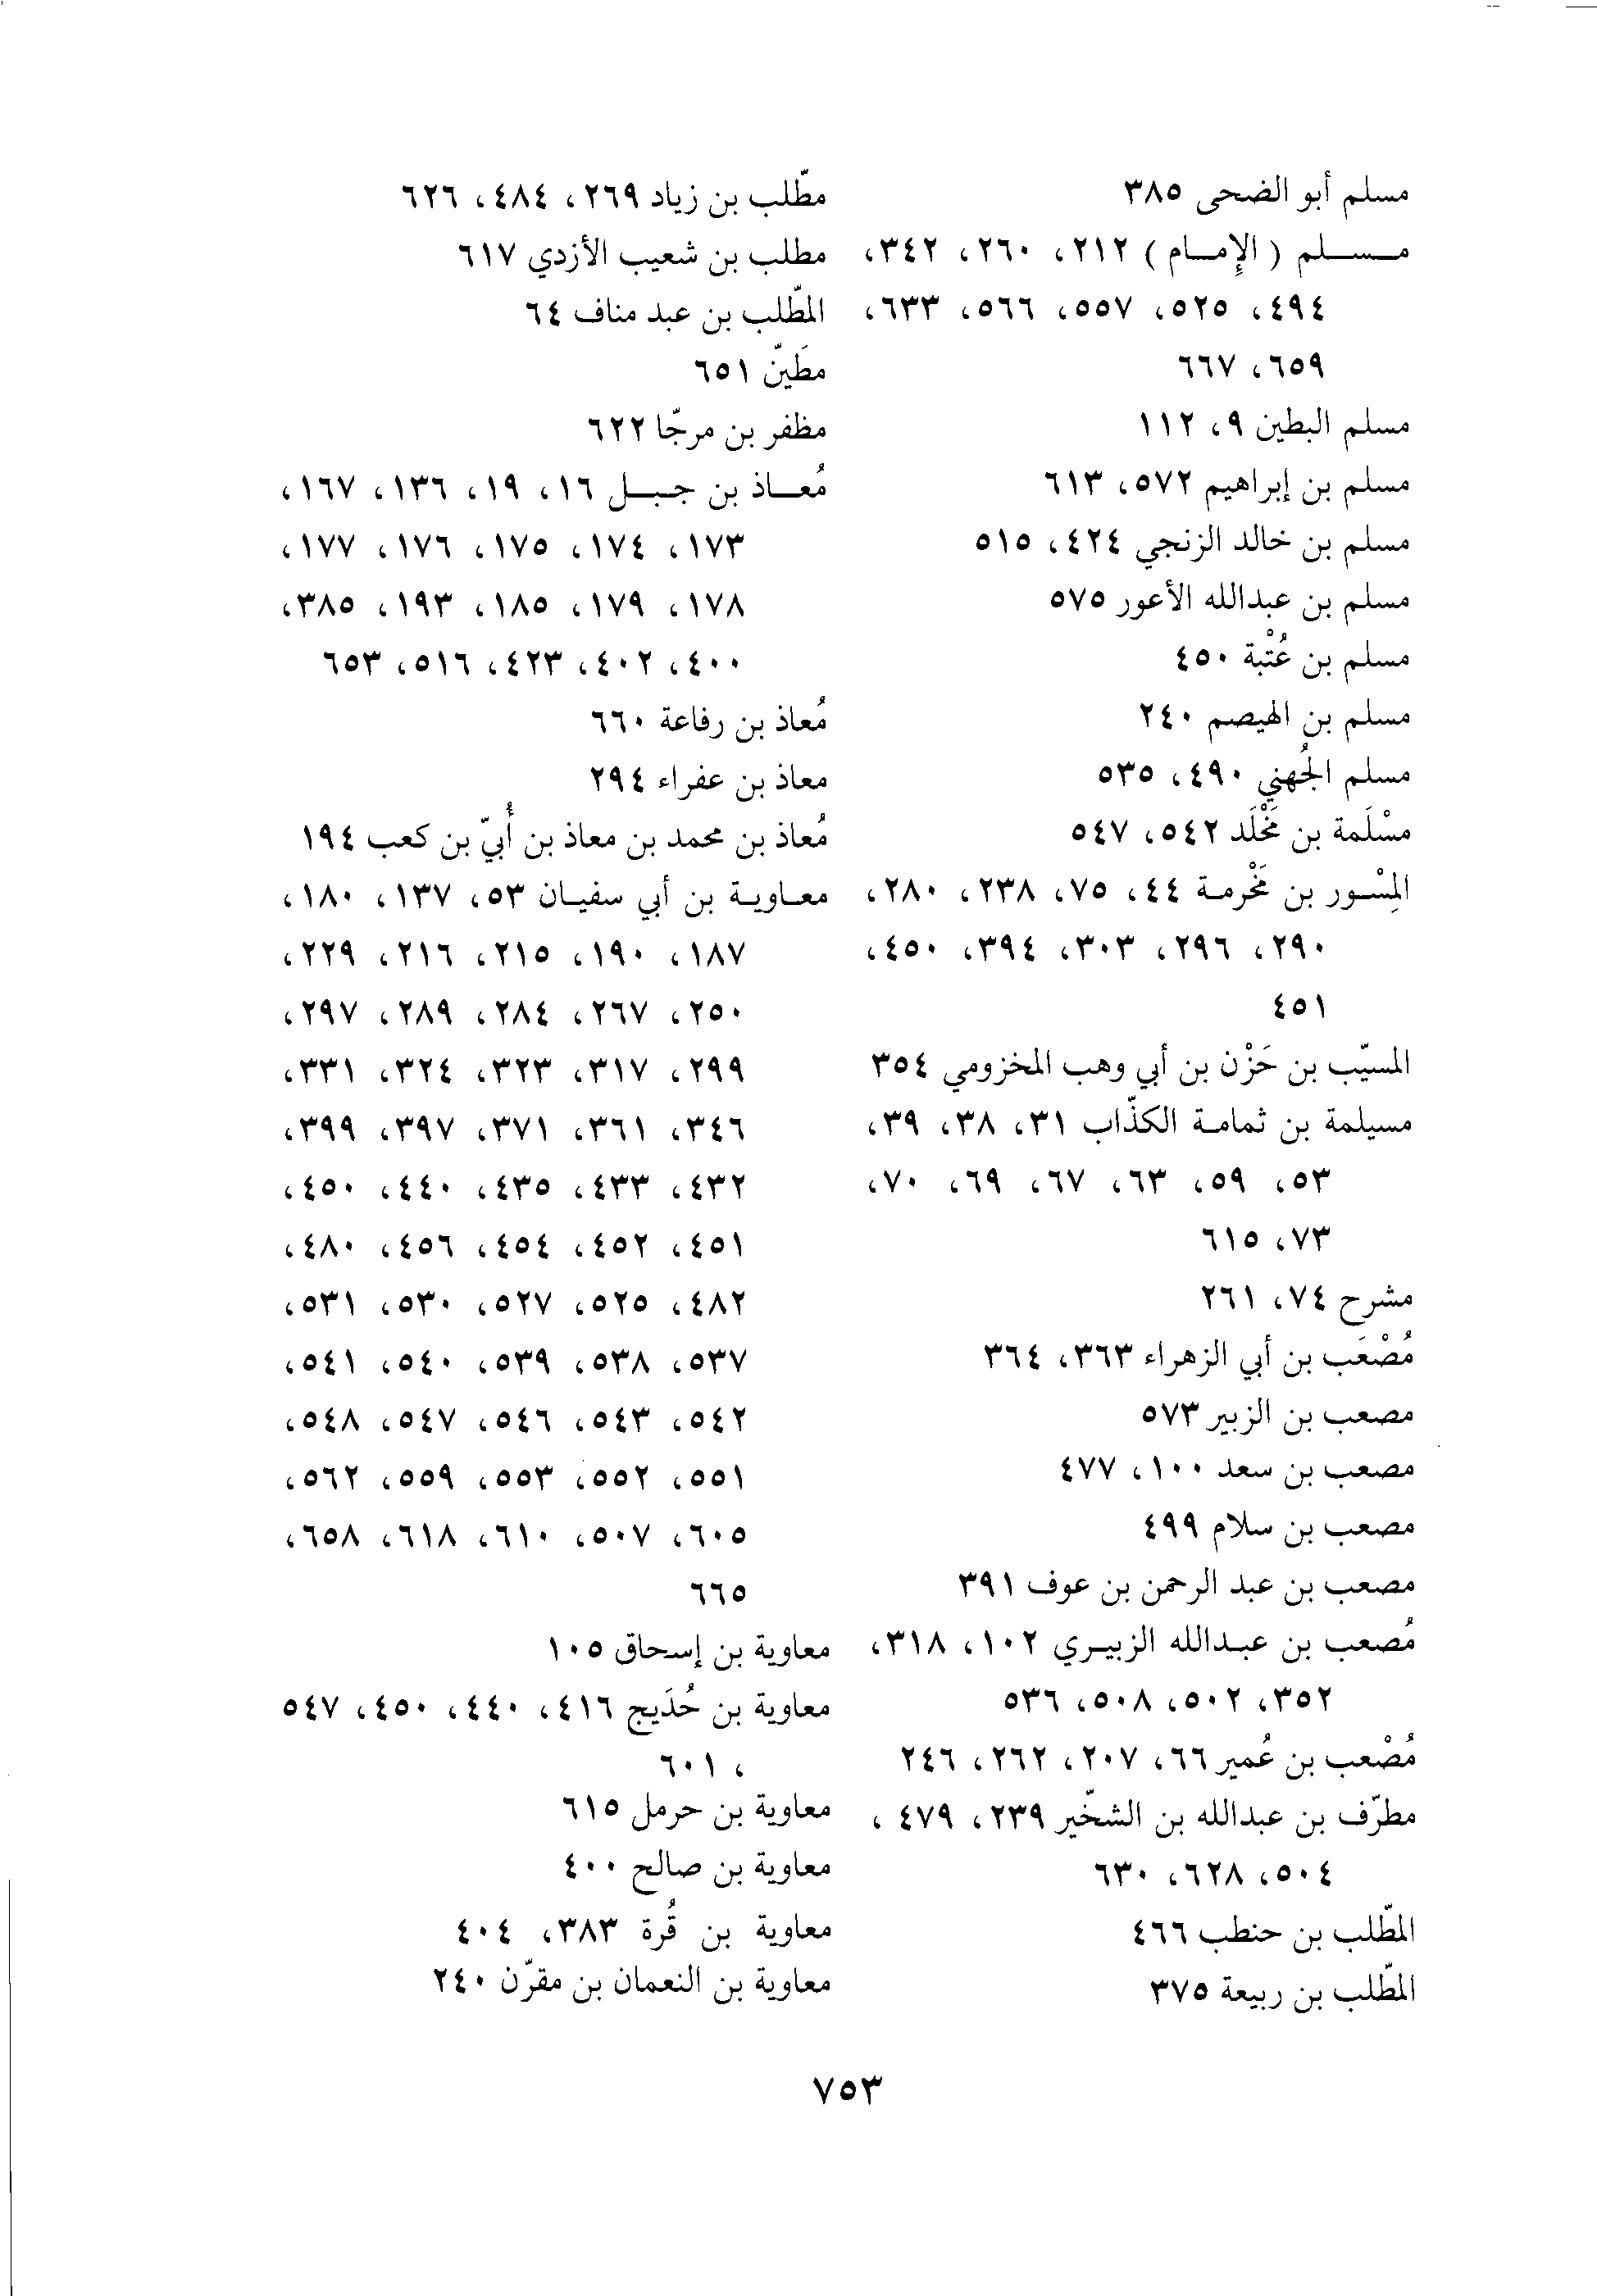 مسلم أبو الضحى ٣٨٥
مسلم ( الإمام ) ٢١٢، ٢٦٠، ٣٤٢،
٤٩٤، ٥٢٥، ٥٥٧، ٥٦٦، ٦٣٣،
٦٥٩، ٦٦٧
مسلم البطين ٩، ١١٢
مسلم بن إبراهيم ٥٧٢، ٦١٣
مسلم بن خالد الزنجي ٤٢٤، ٥١٥
مسلم بن عبدالله الأعور ٥٧٥
مسلم بن عُتْبة ٤٥٠
مسلم بن الهيصم ٢٤٠
مسلم الجُهني ٤٩٠، ٥٣٥
مسْلَمة بن مَخْلَد ٥٤٢، ٥٤٧
المِسْور بن مَخْرمة ٤٤، ٧٥، ٢٣٨، ٢٨٠،
٢٩٠، ٢٩٦، ٣٠٣، ٣٩٤، ٤٥٠،
٤٥١
المسيّب بن حَزْن بن أبي وهب المخزومي ٣٥٤
مسيلمة بن ثمامة الكذّاب ٣١، ٣٨، ٣٩،
٥٣، ٥٩، ٦٣، ٦٧، ٦٩، ٧٠،
٧٣، ٦١٥
مشرح ٧٤، ٢٦١
مُصْعَب بن أبي الزهراء ٣٦٣، ٣٦٤
مصعب بن الزبير ٥٧٣
مصعب بن سعد ١٠٠، ٤٧٧
مصعب بن سلام ٤٩٩
مصعب بن عبد الرحمن بن عوف ٣٩١
مُصعب بن عبدالله الزبيري ١٠٢، ٣١٨،
٣٥٢، ٥٠٢، ٥٠٨، ٥٣٦
مُصْعب بن عُمير ٦٦، ٢٠٧، ٢٦٢، ٢٤٦
مطرّف بن عبدالله بن الشخّير ٢٣٩، ٤٧٩ ،
٥٠٤، ٦٢٨، ٦٣٠
المطّلب بن حنطب ٤٦٦
المطّلب بن ربيعة ٣٧٥
مطّلب بن زياد ٢٦٩، ٤٨٤، ٦٢٦
مطلب بن شعيب الأزدي ٦١٧
المطّلب بن عبد مناف ٦٤
مطَيّن ٦٥١
مظفر بن مرجّا ٦٢٢
مُعاذ بن جبل ١٦، ١٩، ١٣٦، ١٦٧،
١٧٣، ١٧٤، ١٧٥، ١٧٦، ١٧٧،
١٧٨، ١٧٩، ١٨٥، ١٩٣، ٣٨٥،
٤٠٠، ٤٠٢، ٤٢٣، ٥١٦، ٦٥٣
مُعاذ بن رفاعة ٦٦٠
معاذ بن عفراء ٢٩٤
مُعاذ بن محمد بن معاذ بن أُبيّ بن كعب ١٩٤
معاوية بن أبي سفيان ٥٣، ١٣٧، ١٨٠،
١٨٧، ١٩٠، ٢١٥، ٢١٦، ٢٢٩،
٢٥٠، ٢٦٧، ٢٨٤، ٢٨٩، ٢٩٧،
٢٩٩، ٣١٧، ٣٢٣، ٣٢٤، ٣٣١،
٣٤٦، ٣٦١، ٣٧١، ٣٩٧، ٣٩٩،
٤٣٢، ٤٣٣، ٤٣٥، ٤٤٠، ٤٥٠،
٤٥١، ٤٥٢، ٤٥٤، ٤٥٦، ٤٨٠،
٤٨٢، ٥٢٥، ٥٢٧، ٥٣٠، ٥٣١،
٥٣٧، ٥٣٨، ٥٣٩، ٥٤٠، ٥٤١،
٥٤٢، ٥٤٣، ٥٤٦، ٥٤٧، ٥٤٨،
٥٥١، ٥٥٢، ٥٥٣، ٥٥٩، ٥٦٢،
٦٠٥، ٥٠٧، ٦١٠، ٦١٨، ٦٥٨،
٦٦٥
معاوية بن إسحاق ١٠٥
معاوية بن حُدَيج ٤١٦، ٤٤٠، ٤٥٠، ٥٤٧
، ٦٠١
معاوية بن حرمل ٦١٥
معاوية بن صالح ٤٠٠
معاوية بن قُرة ٣٨٣، ٤٠٤
معاوية بن النعمان بن مقرّن ٢٤٠
٧٥٣